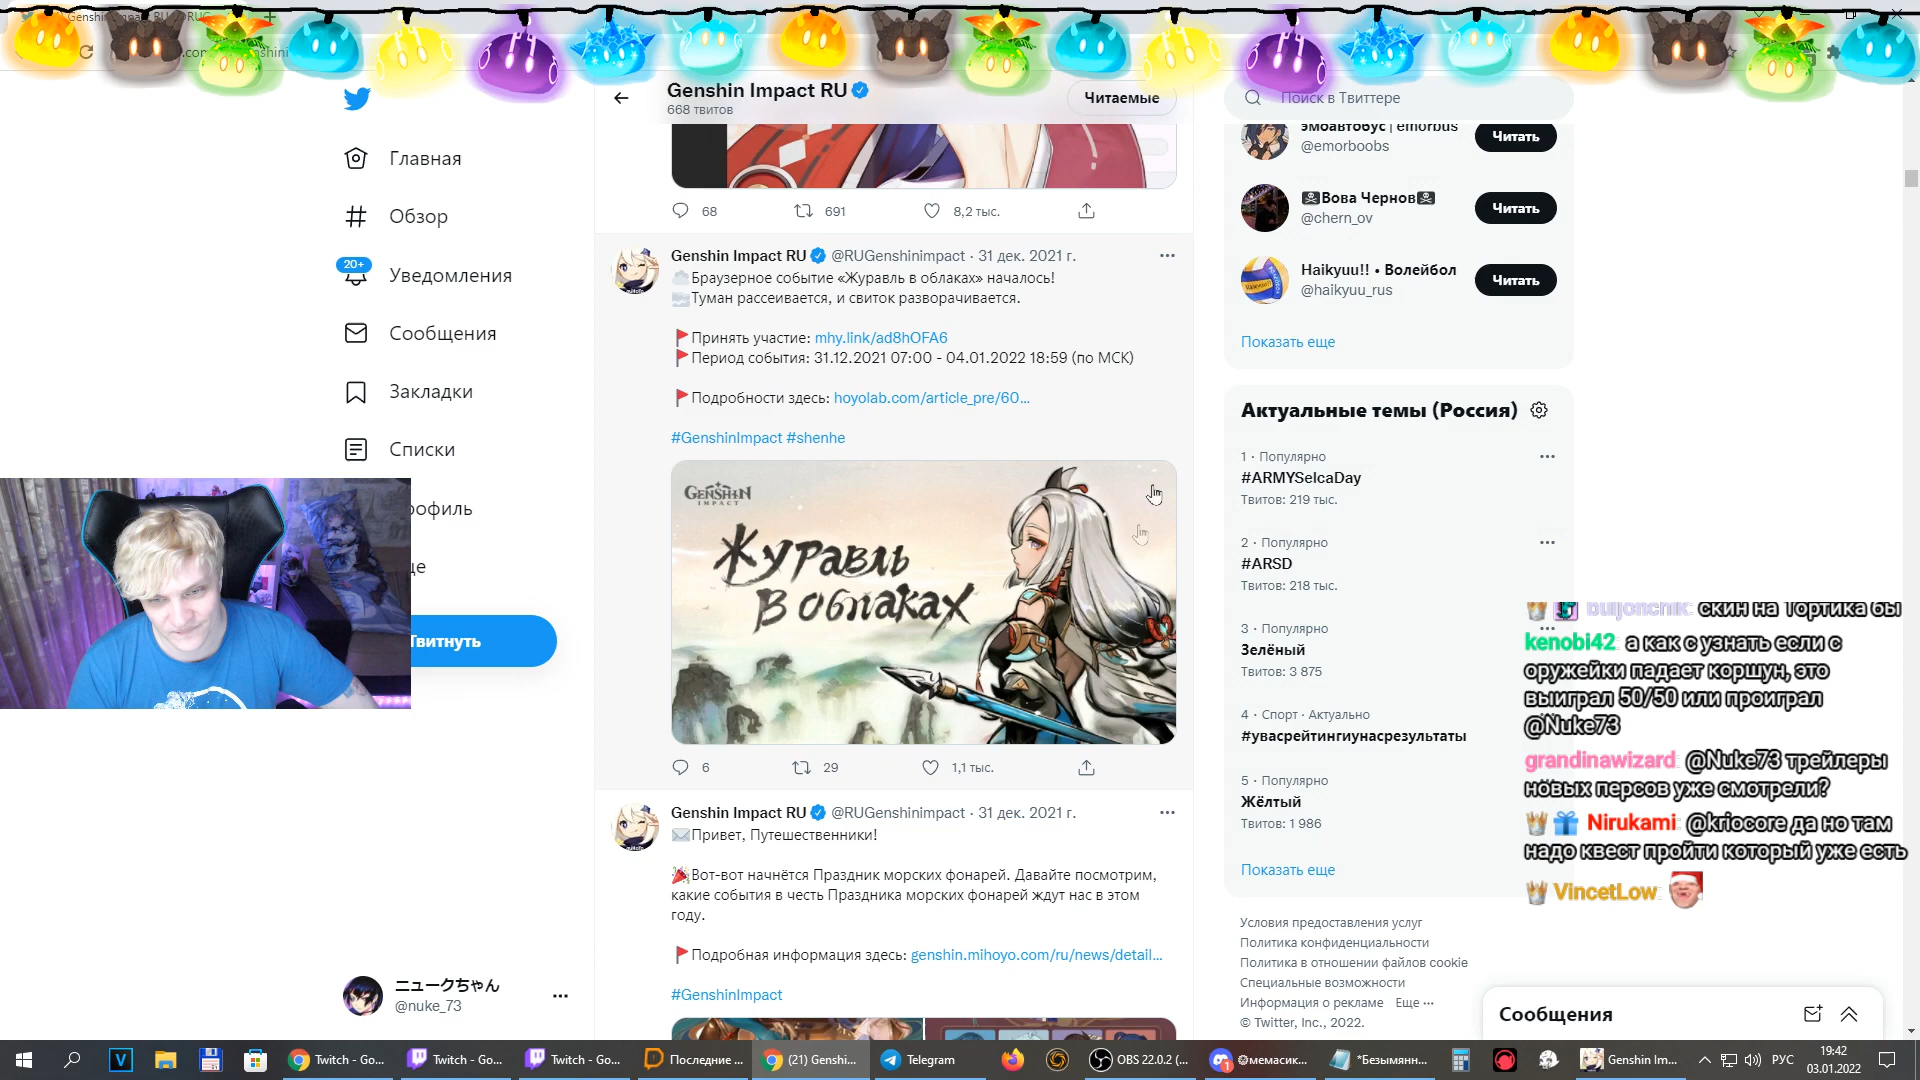 Genshin Impact RU
668 твитов
Читаемые
Поиск в Твиттере
Главная
Обзор
20+
Уведомления
Сообщения
Закладки
Списки
рофиль
ще
Твитнуть
ニュークちゃん
@nuke_73
68
691
8,2 тыс.
Genshin Impact RU @RUGenshinimpact · 31 дек. 2021 г.
Браузерное событие «Журавль в облаках» началось!
Туман рассеивается, и свиток разворачивается.
Принять участие: mhy.link/ad8hOFA6
Период события: 31.12.2021 07:00 - 04.01.2022 18:59 (по МСК)
Подробности здесь: hoyolab.com/article_pre/60...
#GenshinImpact #shenhe
GENSHIN
IMPACT
Журавль
в облаках
6
29
1,1 тыс.
Genshin Impact RU @RUGenshinimpact · 31 дек. 2021 г.
Привет, Путешественники!
Вот-вот начнётся Праздник морских фонарей. Давайте посмотрим,
какие события в честь Праздника морских фонарей ждут нас в этом
году.
Подробная информация здесь: genshin.mihoyo.com/ru/news/detail...
#GenshinImpact
эмоавтобус | emorbus
@emorboobs
Читать
Вова Чернов
@chern_ov
Читать
Haikyuu!! • Волейбол
@haikyuu_rus
Читать
Показать еще
Актуальные темы (Россия)
1 · Популярно
#ARMYSelcaDay
Твитов: 219 тыс.
2 · Популярно
#ARSD
Твитов: 218 тыс.
3 · Популярно
Зелёный
Твитов: 3 875
4 · Спорт · Актуально
#увасрейтингиунасрезультаты
5 · Популярно
Жёлтый
Твитов: 1 986
Показать еще
Условия предоставления услуг
Политика конфиденциальности
Политика в отношении файлов cookie
Специальные возможности
Информация о рекламе Еще ···
© Twitter, Inc., 2022.
buljonchik: скин на Тортика бы
kenobi42: а как с узнать если с
оружейки падает коршун, это
выиграл 50/50 или проиграл
@Nuke73
grandinawizard: @Nuke73 трейлеры
новых персов уже смотрели?
Nirukami: @kriocore да но там
надо квест пройти который уже есть
VincetLow:
Сообщения
Twitch - Go...
Twitch - Go...
Twitch - Go...
Последние ...
(21) Genshi...
Telegram
OBS 22.0.2 (...
мемасик...
*Безымянн...
Genshin Im...
РУС
19:42
03.01.2022